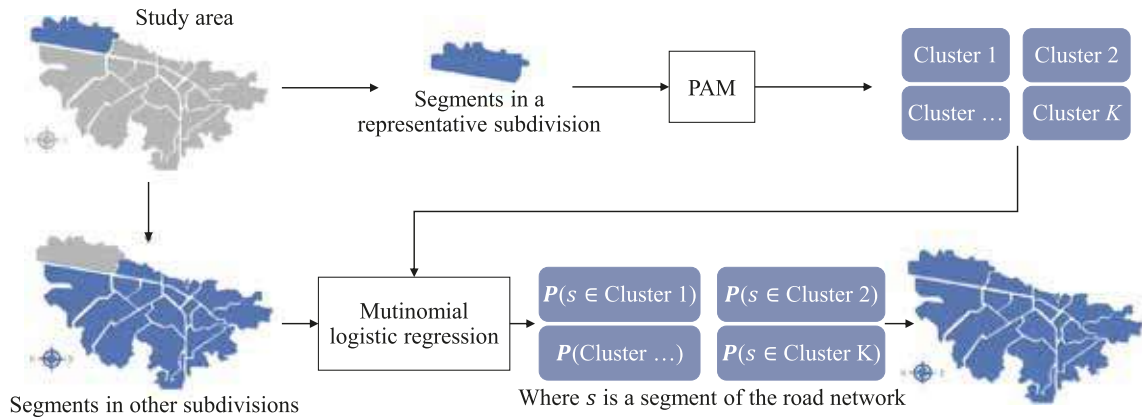 Study area
Segments in a
representative subdivision
PAM
Cluster 1
Cluster 2
Cluster …
Cluster K
Segments in other subdivisions
Mutinomial
logistic regression
P(s ∈ Cluster 1)
P(s ∈ Cluster 2)
P(Cluster …)
P(s ∈ Cluster K)
Where s is a segment of the road network